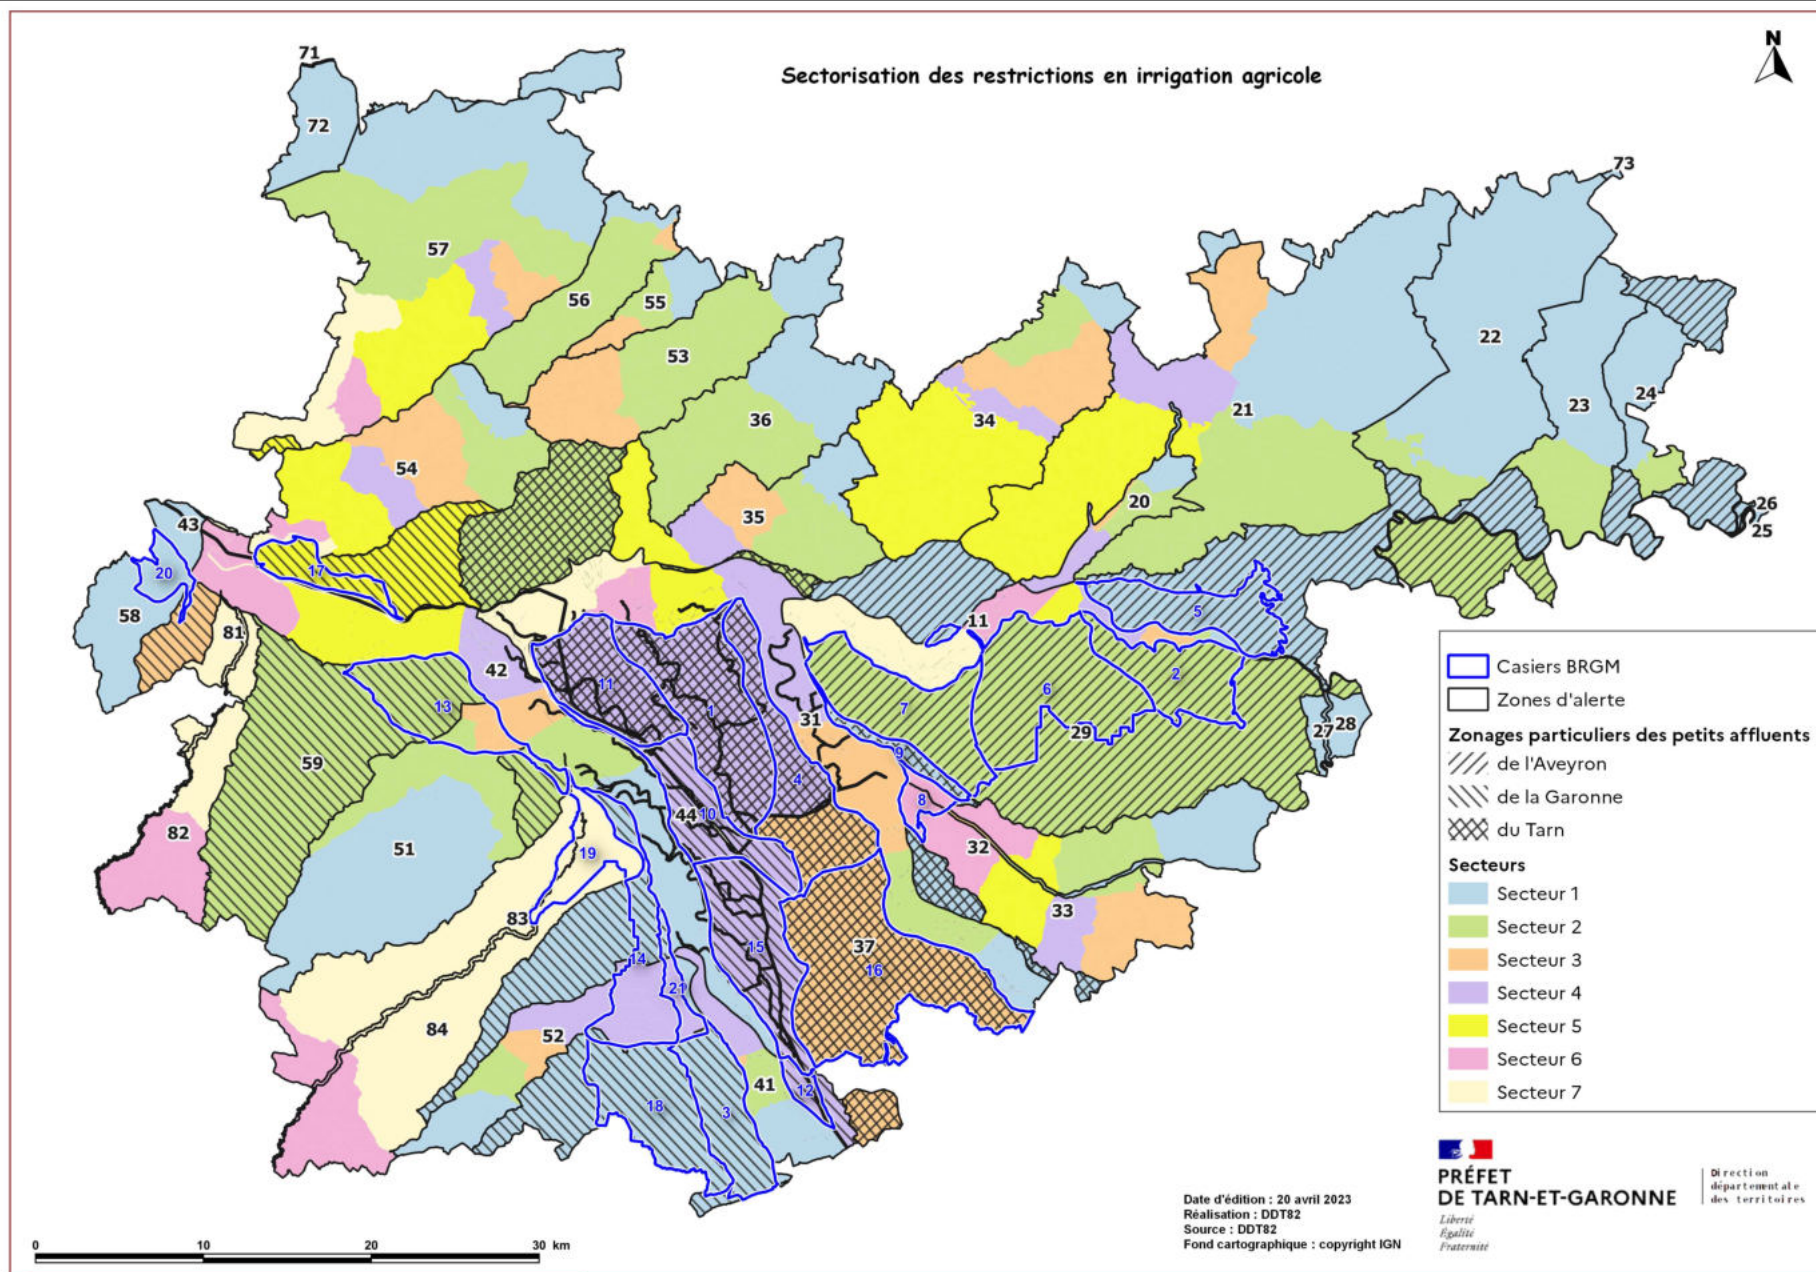 Sectorisation des restrictions en irrigation agricole
N
71
72
73
57
56
55
53
22
24
23
21
36
34
54
35
20
26
25
43
17
20
58
81
11
5
42
11
13
1
31
7
6
2
29
27
28
59
9
4
8
44
10
82
51
19
32
83
33
14
15
37
16
21
84
52
41
12
18
3
Casiers BRGM
Zones d'alerte
Zonages particuliers des petits affluents
de l'Aveyron
de la Garonne
du Tarn
Secteurs
Secteur 1
Secteur 2
Secteur 3
Secteur 4
Secteur 5
Secteur 6
Secteur 7
PRÉFET
DE TARN-ET-GARONNE
Liberté
Égalité
Fraternité
Direction
départementale
des territoires
Date d'édition : 20 avril 2023
Réalisation : DDT82
Source : DDT82
Fond cartographique : copyright IGN
0 10 20 30 km